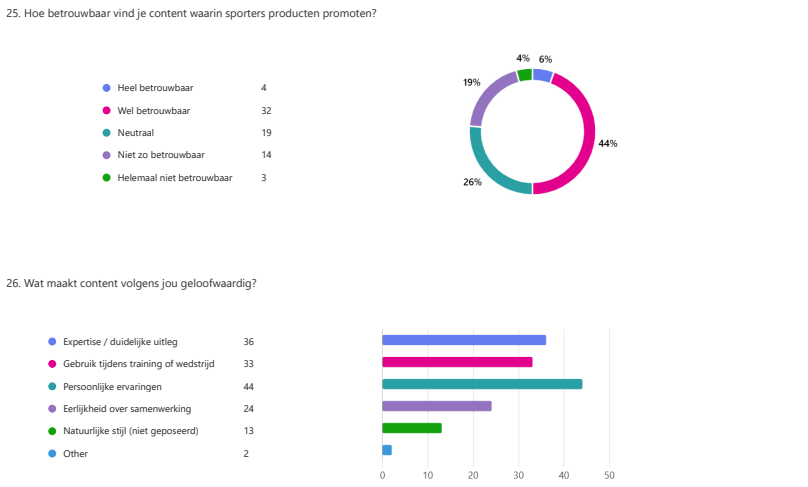 25. Hoe betrouwbaar vind je content waarin sporters producten promoten?
Heel betrouwbaar 4
Wel betrouwbaar 32
Neutraal 19
Niet zo betrouwbaar 14
Helemaal niet betrouwbaar 3
4% 6%
19%
44%
26%
26. Wat maakt content volgens jou geloofwaardig?
Expertise / duidelijke uitleg 36
Gebruik tijdens training of wedstrijd 33
Persoonlijke ervaringen 44
Eerlijkheid over samenwerking 24
Natuurlijke stijl (niet geposeerd) 13
Other 2
0 10 20 30 40 50